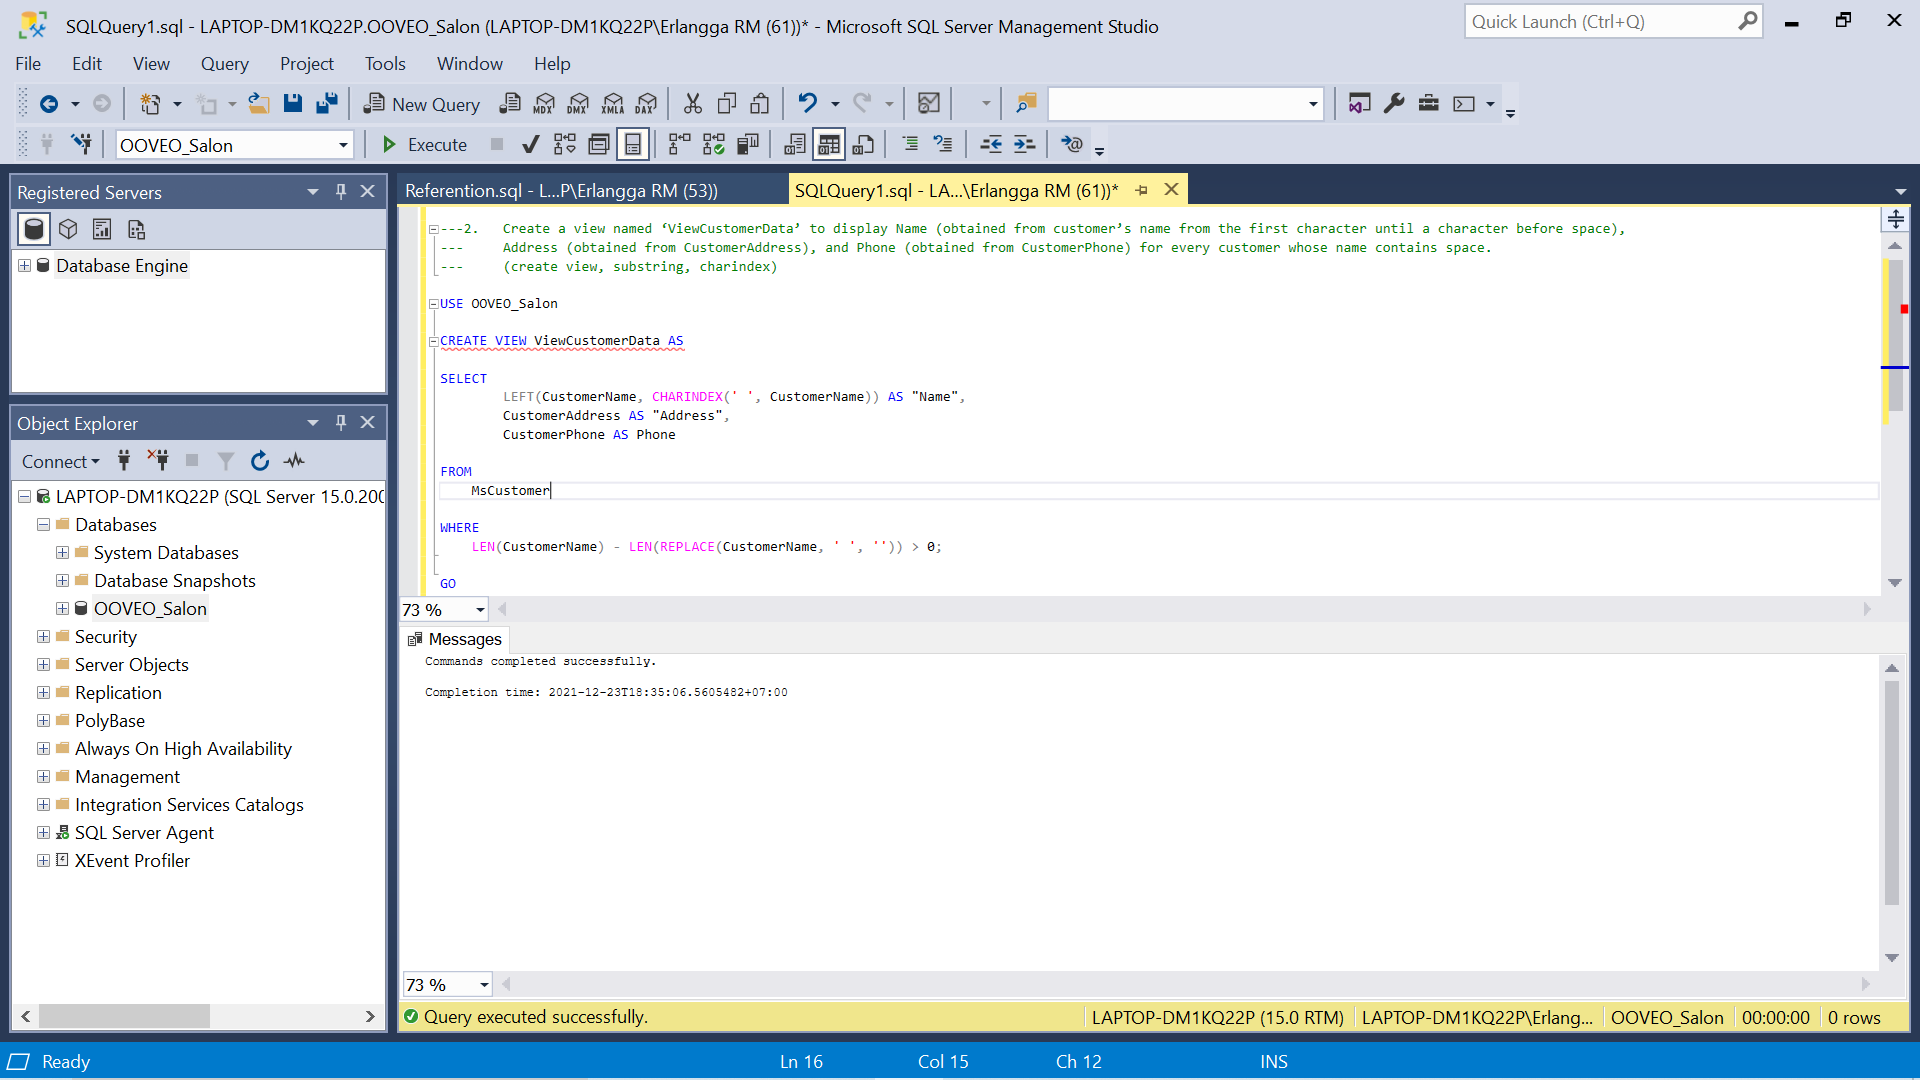 SQLQuery1.sql - LAPTOP-DM1KQ22P.OOVEO_Salon (LAPTOP-DM1KQ22P\Erlangga RM (61))* - Microsoft SQL Server Management Studio
Quick Launch (Ctrl+Q)
File Edit View Query Project Tools Window Help
New Query MDX DMX XMLA DAX
OOVEO_Salon Execute
Registered Servers
Database Engine
Object Explorer
Connect
LAPTOP-DM1KQ22P (SQL Server 15.0.200
Databases
System Databases
Database Snapshots
OOVEO_Salon
Security
Server Objects
Replication
PolyBase
Always On High Availability
Management
Integration Services Catalogs
SQL Server Agent
XEvent Profiler
Referention.sql - L...P\Erlangga RM (53))
SQLQuery1.sql - LA...\Erlangga RM (61))*
---2. Create a view named ‘ViewCustomerData’ to display Name (obtained from customer’s name from the first character until a character before space),
--- Address (obtained from CustomerAddress), and Phone (obtained from CustomerPhone) for every customer whose name contains space.
--- (create view, substring, charindex)
USE OOVEO_Salon
CREATE VIEW ViewCustomerData AS
SELECT
LEFT(CustomerName, CHARINDEX(' ', CustomerName)) AS "Name",
CustomerAddress AS "Address",
CustomerPhone AS Phone
FROM
MsCustomer
WHERE
LEN(CustomerName) - LEN(REPLACE(CustomerName, ' ', '')) > 0;
GO
73 %
Messages
Commands completed successfully.
Completion time: 2021-12-23T18:35:06.5605482+07:00
73 %
Query executed successfully.
LAPTOP-DM1KQ22P (15.0 RTM) LAPTOP-DM1KQ22P\Erlang... OOVEO_Salon 00:00:00 0 rows
Ready Ln 16 Col 15 Ch 12 INS